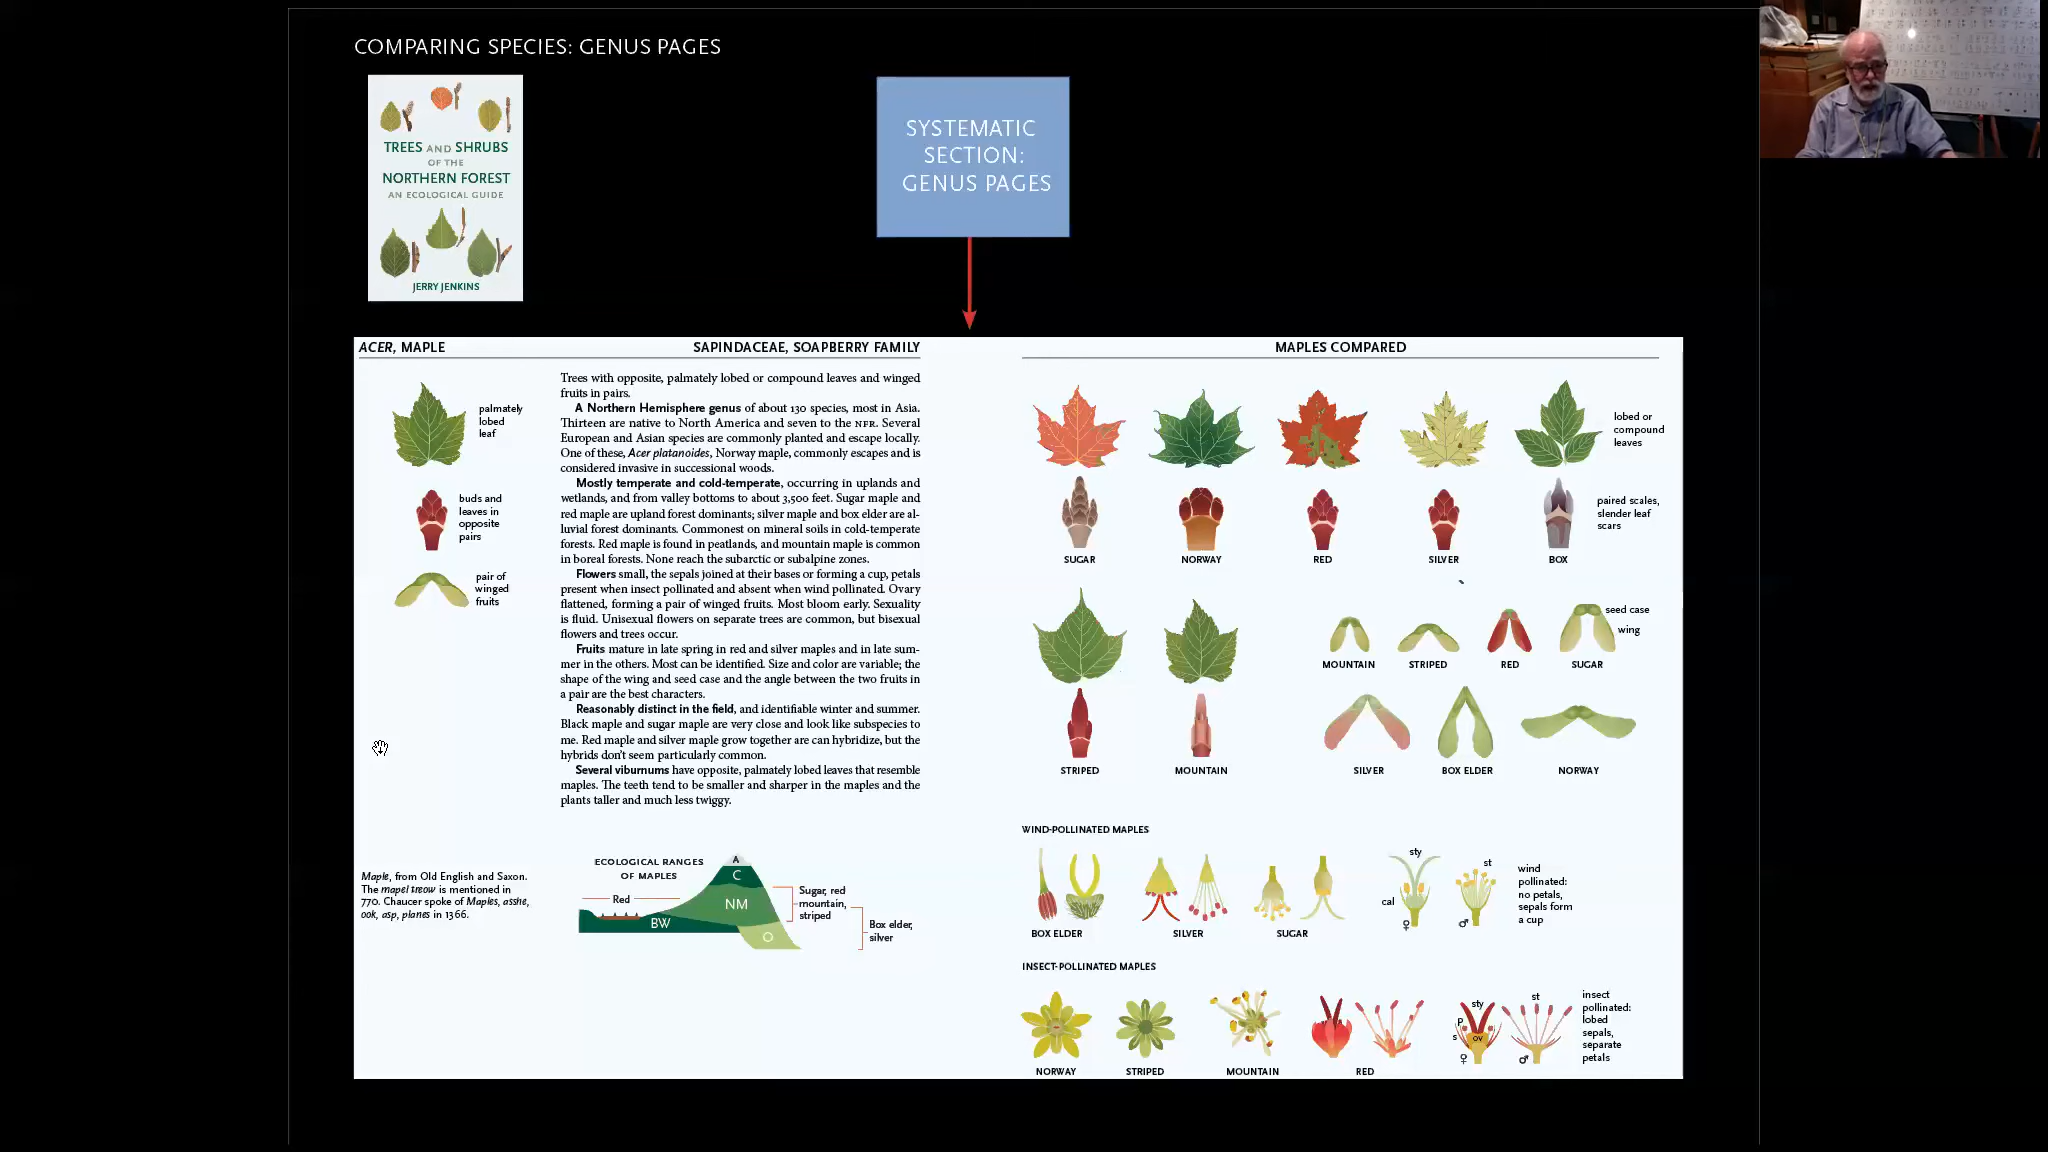 COMPARING SPECIES: GENUS PAGES
TREES AND SHRUBS
OF THE
NORTHERN FOREST
AN ECOLOGICAL GUIDE
JERRY JENKINS
SYSTEMATIC
SECTION:
GENUS PAGES
ACER, MAPLE
SAPINDACEAE, SOAPBERRY FAMILY
palmately
lobed
leaf
buds and
leaves in
opposite
pairs
pair of
winged
fruits
Trees with opposite, palmately lobed or compound leaves and winged
fruits in pairs.
A Northern Hemisphere genus of about 130 species, most in Asia.
Thirteen are native to North America and seven to the NFR. Several
European and Asian species are commonly planted and escape locally.
One of these, Acer platanoides, Norway maple, commonly escapes and is
considered invasive in successional woods.
Mostly temperate and cold-temperate, occurring in uplands and
wetlands, and from valley bottoms to about 3,500 feet. Sugar maple and
red maple are upland forest dominants; silver maple and box elder are al-
luvial forest dominants. Commonest on mineral soils in cold-temperate
forests. Red maple is found in peatlands, and mountain maple is common
in boreal forests. None reach the subarctic or subalpine zones.
Flowers small, the sepals joined at their bases or forming a cup, petals
present when insect pollinated and absent when wind pollinated. Ovary
flattened, forming a pair of winged fruits. Most bloom early. Sexuality
is fluid. Unisexual flowers on separate trees are common, but bisexual
flowers and trees occur.
Fruits mature in late spring in red and silver maples and in late sum-
mer in the others. Most can be identified. Size and color are variable; the
shape of the wing and seed case and the angle between the two fruits in
a pair are the best characters.
Reasonably distinct in the field, and identifiable winter and summer.
Black maple and sugar maple are very close and look like subspecies to
me. Red maple and silver maple grow together are can hybridize, but the
hybrids don't seem particularly common.
Several viburnums have opposite, palmately lobed leaves that resemble
maples. The teeth tend to be smaller and sharper in the maples and the
plants taller and much less twiggy.
Maple, from Old English and Saxon.
The mapel treow is mentioned in
770. Chaucer spoke of Maples, asshe,
ook, asp, planes in 1366.
ECOLOGICAL RANGES
OF MAPLES
Red
A
C
NM
BW
O
Sugar, red
mountain,
striped
Box elder,
silver
MAPLES COMPARED
lobed or
compound
leaves
paired scales,
slender leaf
scars
SUGAR NORWAY RED SILVER BOX
seed case
wing
MOUNTAIN STRIPED RED SUGAR
STRIPED MOUNTAIN
SILVER BOX ELDER NORWAY
WIND-POLLINATED MAPLES
sty
st
cal
♀ ♂
wind
pollinated:
no petals,
sepals form
a cup
BOX ELDER SILVER SUGAR
INSECT-POLLINATED MAPLES
sty
st
P
s
ov
♀ ♂
insect
pollinated:
lobed
sepals,
separate
petals
NORWAY STRIPED MOUNTAIN RED